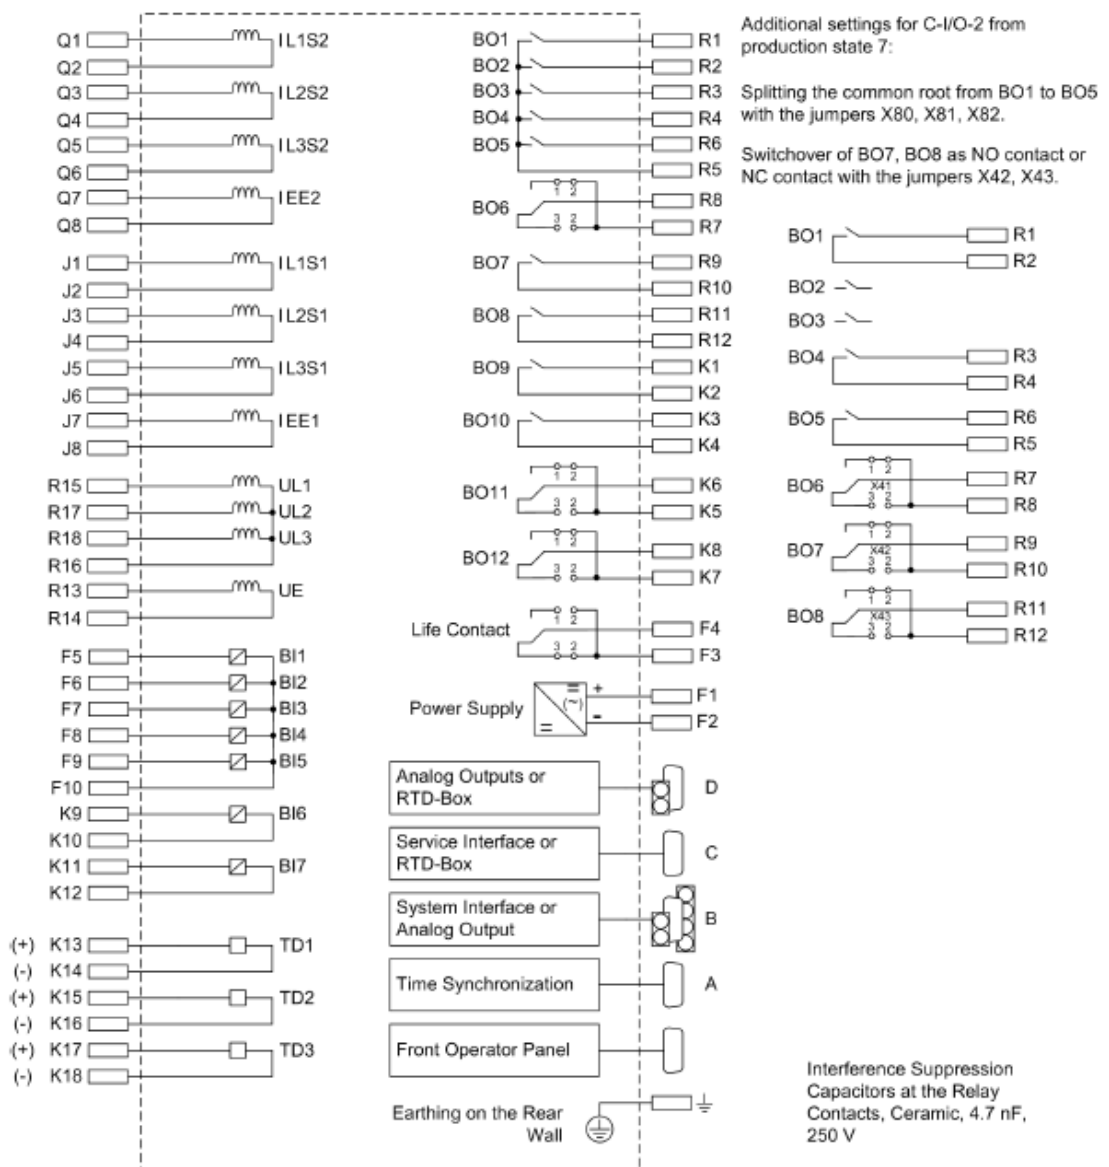 Q1 IL1S2
Q2
Q3 IL2S2
Q4
Q5 IL3S2
Q6
Q7 IEE2
Q8
J1 IL1S1
J2
J3 IL2S1
J4
J5 IL3S1
J6
J7 IEE1
J8
R15 UL1
R17 UL2
R18 UL3
R16
R13 UE
R14
F5 BI1
F6 BI2
F7 BI3
F8 BI4
F9 BI5
F10
K9 BI6
K10
K11 BI7
K12
(+) K13 TD1
(-) K14
(+) K15 TD2
(-) K16
(+) K17 TD3
(-) K18
BO1 R1
BO2 R2
BO3 R3
BO4 R4
BO5 R6
R5
1 2
BO6 R8
3 2
R7
BO7 R9
R10
BO8 R11
R12
BO9 K1
K2
BO10 K3
K4
1 2
BO11 K6
3 2
K5
1 2
BO12 K8
3 2
K7
1 2
Life Contact F4
3 2
F3
Power Supply = (~) = + F1
- F2
Analog Outputs or
RTD-Box
D
Service Interface or
RTD-Box
C
System Interface or
Analog Output
B
Time Synchronization A
Front Operator Panel
Earthing on the Rear
Wall
Additional settings for C-I/O-2 from
production state 7:
Splitting the common root from BO1 to BO5
with the jumpers X80, X81, X82.
Switchover of BO7, BO8 as NO contact or
NC contact with the jumpers X42, X43.
BO1 R1
R2
BO2
BO3
BO4 R3
R4
BO5 R6
R5
1 2
BO6 X41 R7
3 2
R8
1 2
BO7 X42 R9
3 2
R10
1 2
BO8 X43 R11
3 2
R12
Interference Suppression
Capacitors at the Relay
Contacts, Ceramic, 4.7 nF,
250 V